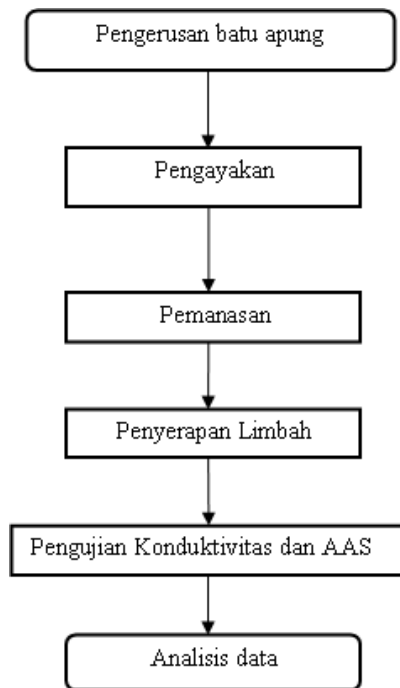 Pengerusan batu apung
Pengayakan
Pemanasan
Penyerapan Limbah
Pengujian Konduktivitas dan AAS
Analisis data